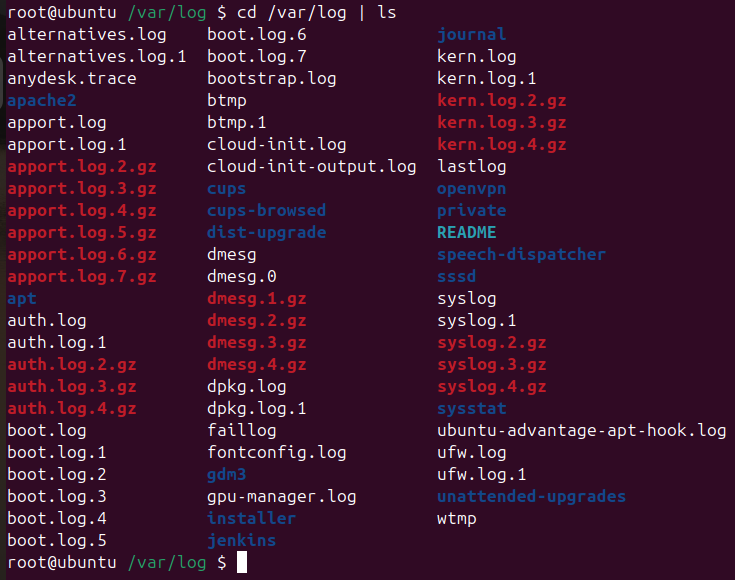 root@ubuntu /var/log $ cd /var/log | ls
alternatives.log boot.log.6 journal
alternatives.log.1 boot.log.7 kern.log
anydesk.trace bootstrap.log kern.log.1
apache2 btmp kern.log.2.gz
apport.log btmp.1 kern.log.3.gz
apport.log.1 cloud-init.log kern.log.4.gz
apport.log.2.gz cloud-init-output.log lastlog
apport.log.3.gz cups openvpn
apport.log.4.gz cups-browsed private
apport.log.5.gz dist-upgrade README
apport.log.6.gz dmesg speech-dispatcher
apport.log.7.gz dmesg.0 sssd
apt dmesg.1.gz syslog
auth.log dmesg.2.gz syslog.1
auth.log.1 dmesg.3.gz syslog.2.gz
auth.log.2.gz dmesg.4.gz syslog.3.gz
auth.log.3.gz dpkg.log syslog.4.gz
auth.log.4.gz dpkg.log.1 sysstat
boot.log faillog ubuntu-advantage-apt-hook.log
boot.log.1 fontconfig.log ufw.log
boot.log.2 gdm3 ufw.log.1
boot.log.3 gpu-manager.log unattended-upgrades
boot.log.4 installer wtmp
boot.log.5 jenkins
root@ubuntu /var/log $